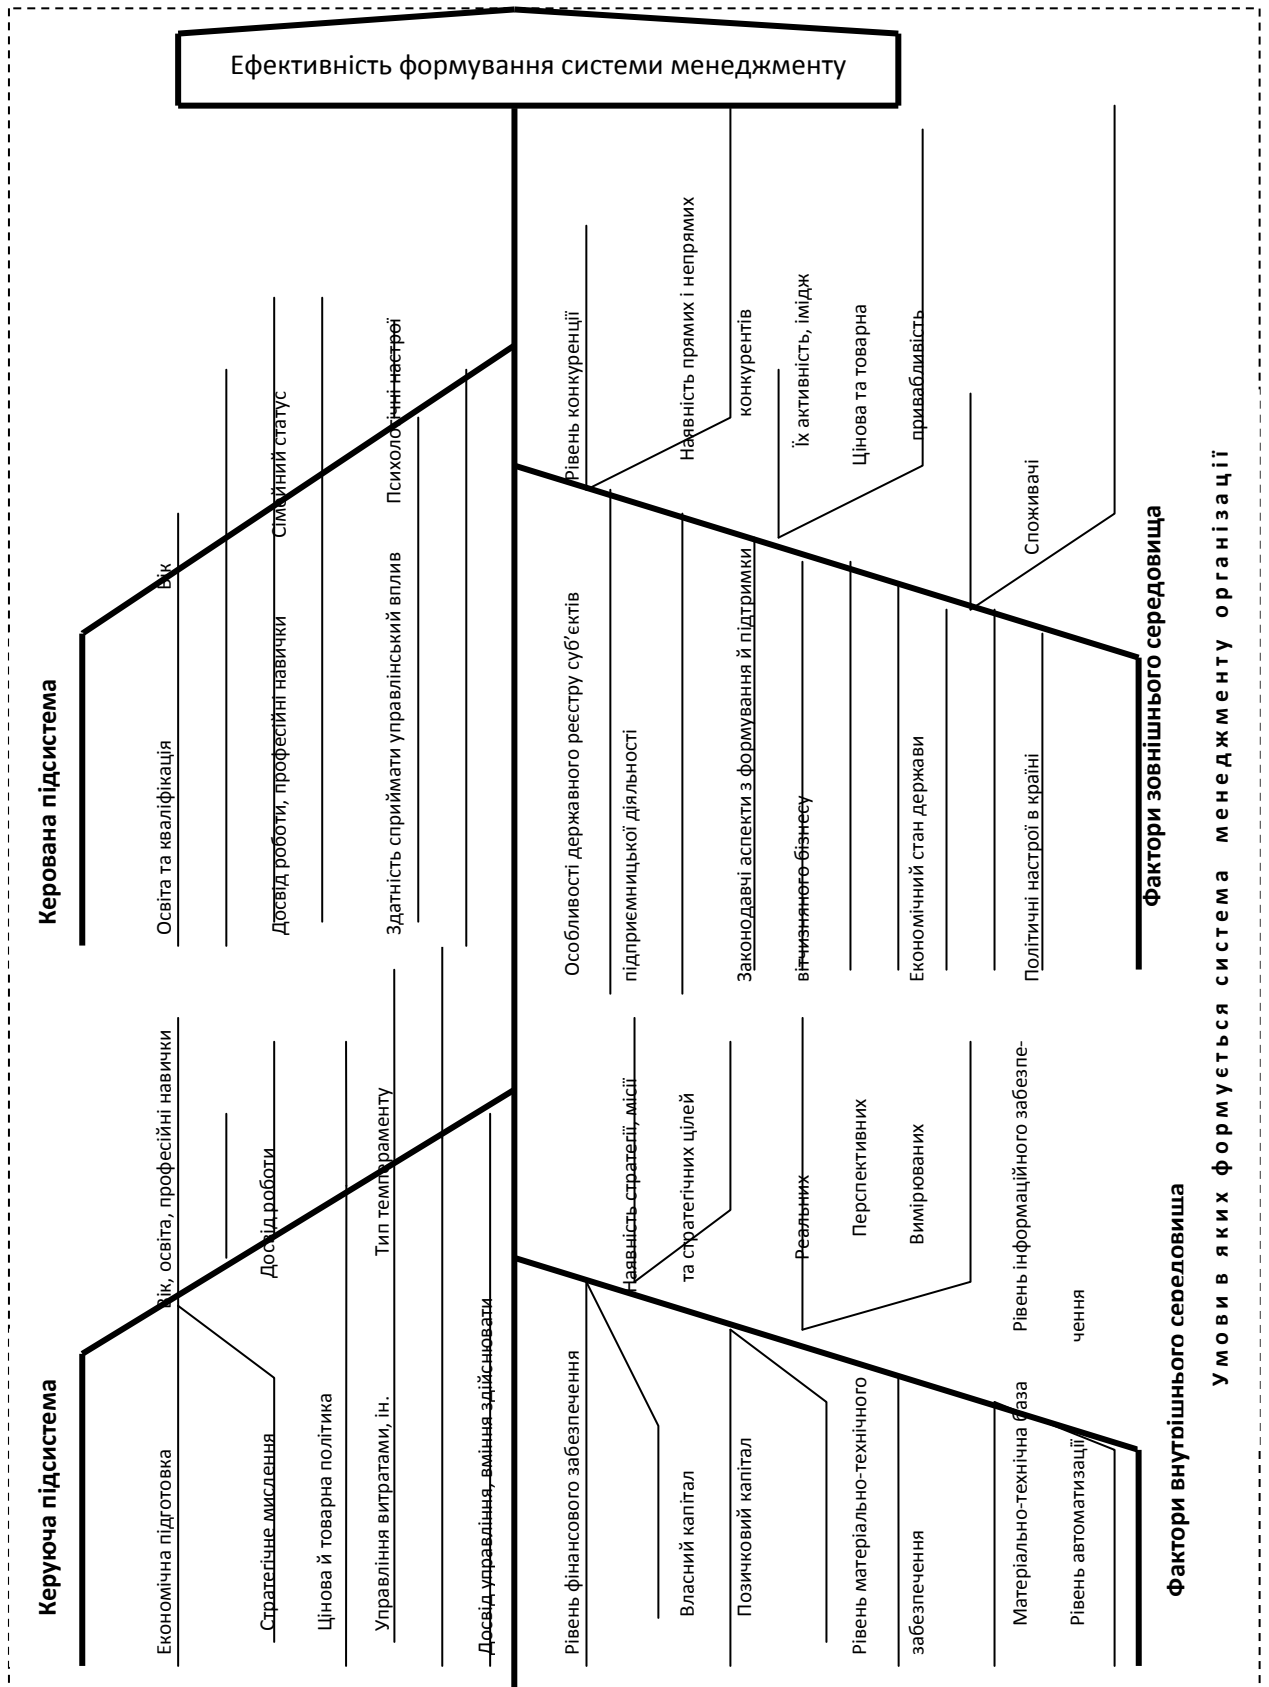 Ефективність формування системи менеджменту
Керована підсистема
Освіта та кваліфікація
Вік
Досвід роботи, професійні навички
Сімейний статус
Здатність сприймати управлінський вплив
Психологічні настрої
Рівень конкуренції
Наявність прямих і непрямих
конкурентів
Їх активність, імідж
Цінова та товарна
привабливість
Споживачі
Особливості державного реєстру суб’єктів
підприємницької діяльності
Законодавчі аспекти з формування й підтримки
вітчизняного бізнесу
Економічний стан держави
Політичні настрої в країні
Фактори зовнішнього середовища
Керуюча підсистема
Економічна підготовка
Вік, освіта, професійні навички
Стратегічне мислення
Досвід роботи
Цінова й товарна політика
Управління витратами, ін.
Тип темпераменту
Досвід управління, вміння здійснювати
Рівень фінансового забезпечення
Власний капітал
Позичковий капітал
Наявність стратегії, місії
та стратегічних цілей
Реальних
Перспективних
Вимірюваних
Рівень матеріально-технічного
забезпечення
Матеріально-технічна база
Рівень автоматизації
Рівень інформаційного забезпе-
чення
Фактори внутрішнього середовища
Умови в яких формується система менеджменту організації